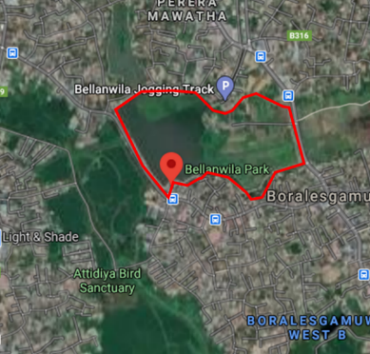 PERERA
MAWATHA
B316
Bellanwila Jogging Track
P
Bellanwila Park
Boralesgamu
Light & Shade
Attidiya Bird
Sanctuary
BORALESGAMUW
WEST B